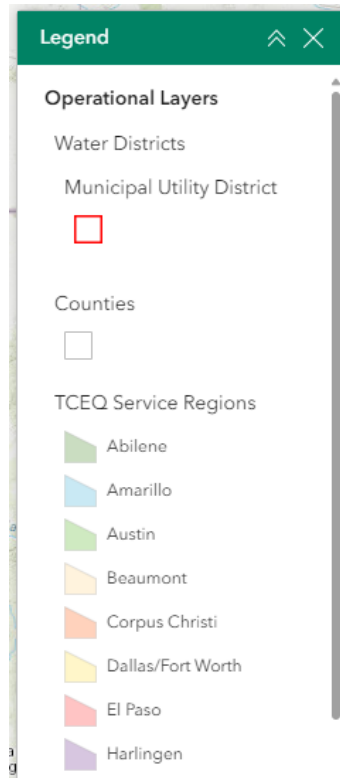 Legend
Operational Layers
Water Districts
Municipal Utility District
Counties
TCEQ Service Regions
Abilene
Amarillo
Austin
Beaumont
Corpus Christi
Dallas/Fort Worth
El Paso
Harlingen